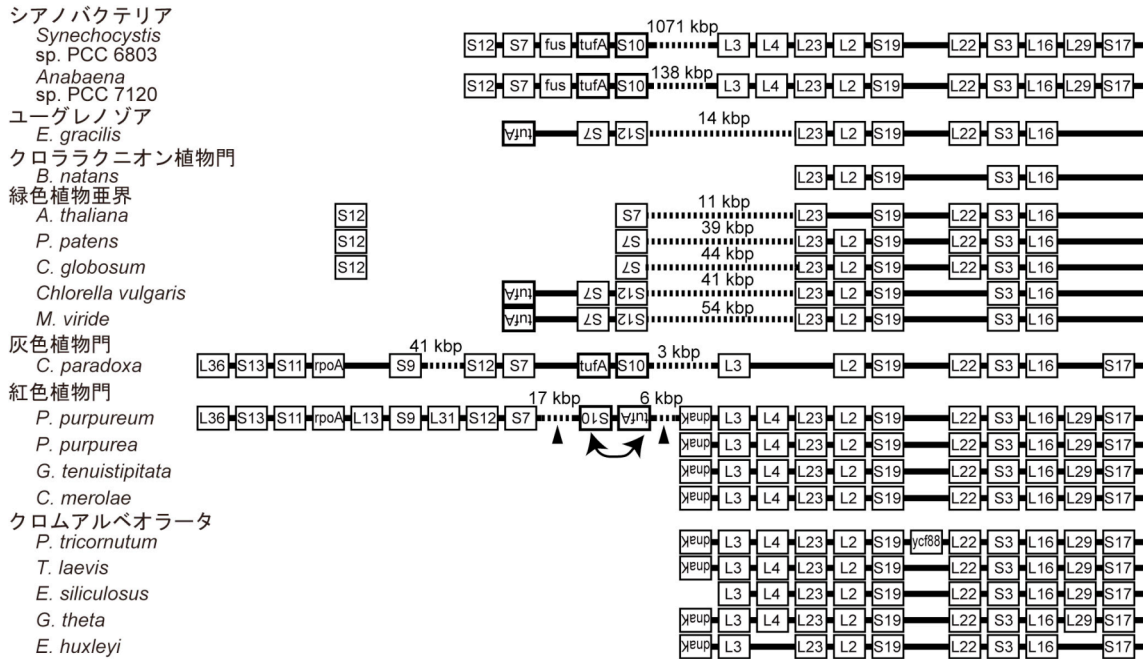 シアノバクテリア
Synechocystis
sp. PCC 6803
1071 kbp
S12 S7 fus tufA S10 L3 L4 L23 L2 S19 L22 S3 L16 L29 S17
Anabaena
sp. PCC 7120
138 kbp
S12 S7 fus tufA S10 L3 L4 L23 L2 S19 L22 S3 L16 L29 S17
ユーグレノゾア
14 kbp
E. gracilis tufA S7 S12 L23 L2 S19 L22 S3 L16
クロララクニオン植物門
B. natans L23 L2 S19 S3 L16
緑色植物亜界
11 kbp
A. thaliana S12 S7 L23 S19 L22 S3 L16
39 kbp
P. patens S12 S7 L23 L2 S19 L22 S3 L16
44 kbp
C. globosum S12 S7 L23 L2 S19 L22 S3 L16
41 kbp
Chlorella vulgaris tufA S7 S12 L23 L2 S19 S3 L16
54 kbp
M. viride tufA S7 S12 L23 L2 S19 S3 L16
灰色植物門
41 kbp 3 kbp
C. paradoxa L36 S13 S11 rpoA S9 S12 S7 tufA S10 L3 L2 S19 L22 S3 L16 S17
紅色植物門
17 kbp 6 kbp
P. purpureum L36 S13 S11 rpoA L13 S9 L31 S12 S7 S10 tufA dnaK L3 L4 L23 L2 S19 L22 S3 L16 L29 S17
P. purpurea dnaK L3 L4 L23 L2 S19 L22 S3 L16 L29 S17
G. tenuistipitata dnaK L3 L4 L23 L2 S19 L22 S3 L16 L29 S17
C. merolae dnaK L3 L4 L23 L2 S19 L22 S3 L16 L29 S17
クロムアルベオラータ
P. tricornutum dnaK L3 L4 L23 L2 S19 ycf88 L22 S3 L16 L29 S17
T. laevis dnaK L3 L4 L23 L2 S19 L22 S3 L16 L29 S17
E. siliculosus L3 L4 L23 L2 S19 L22 S3 L16 L29 S17
G. theta dnaK L3 L4 L23 L2 S19 L22 S3 L16 L29 S17
E. huxleyi dnaK L3 L23 L2 S19 L22 S3 L16 S17